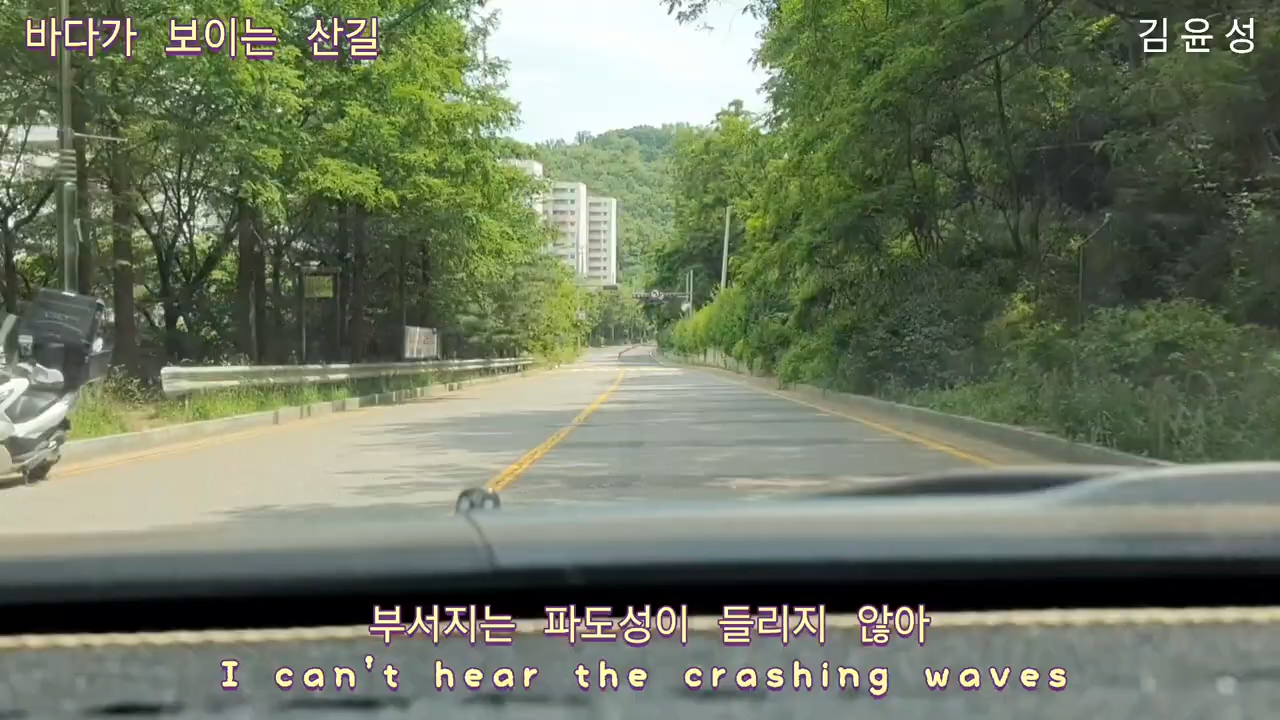 바다가 보이는 산길
김윤성
부서지는 파도성이 들리지 않아
I can't hear the crashing waves